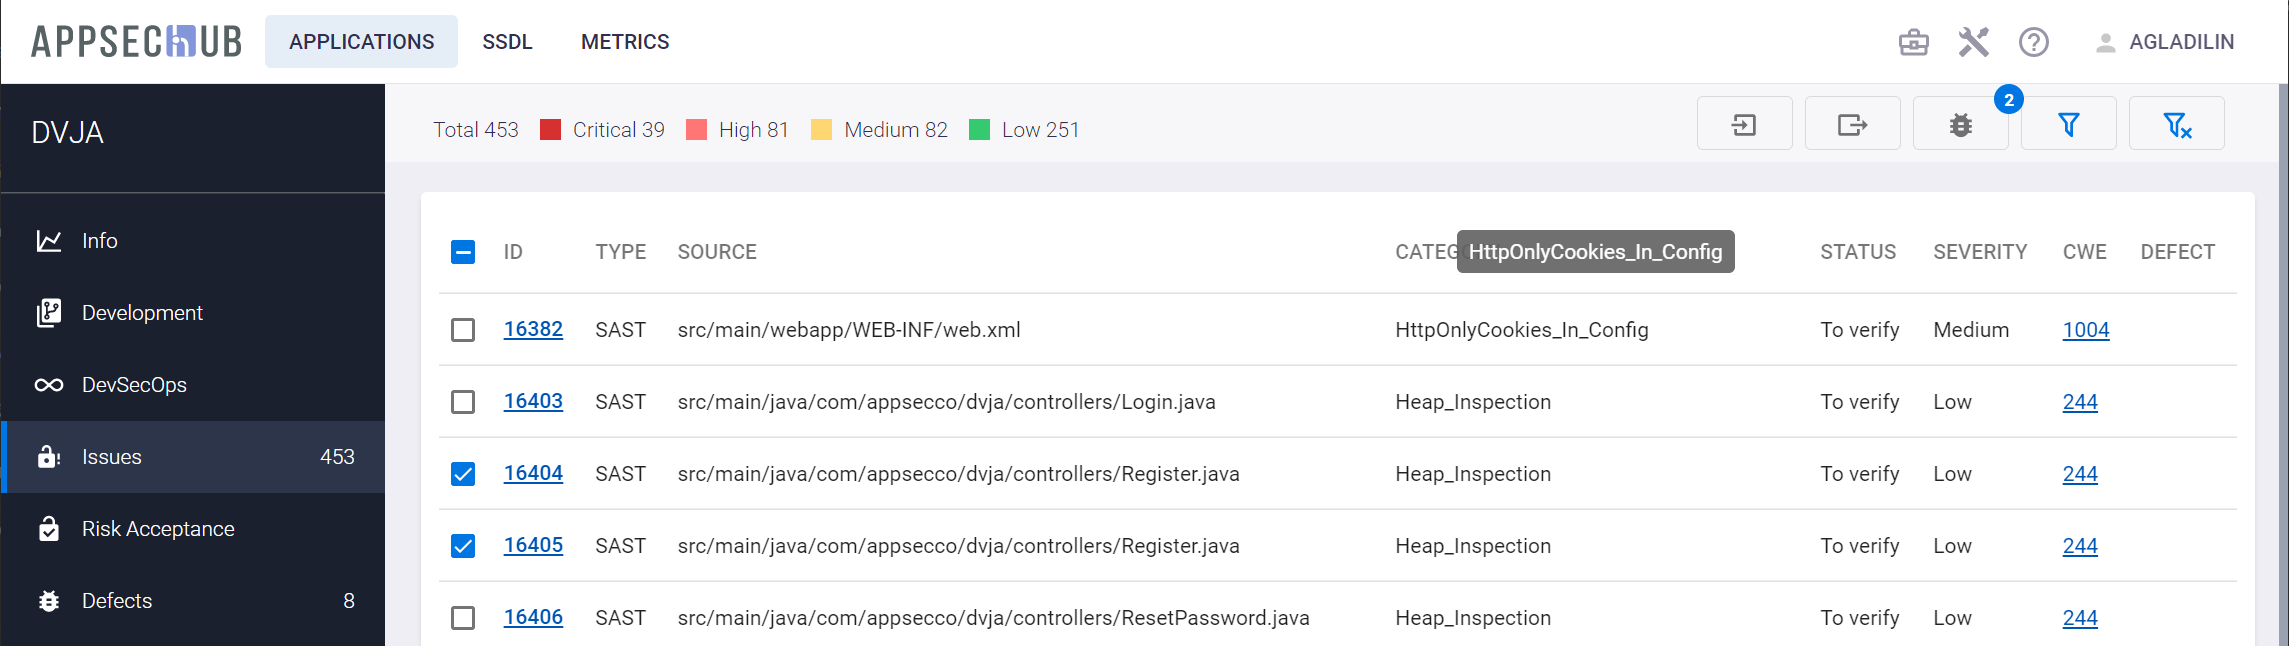 APPSECHUB APPLICATIONS SSDL METRICS AGLADILIN
DVJA
Info
Development
DevSecOps
Issues 453
Risk Acceptance
Defects 8
Total 453 Critical 39 High 81 Medium 82 Low 251 2
ID TYPE SOURCE CATEG HttpOnlyCookies_In_Config STATUS SEVERITY CWE DEFECT
16382 SAST src/main/webapp/WEB-INF/web.xml HttpOnlyCookies_In_Config To verify Medium 1004
16403 SAST src/main/java/com/appsecco/dvja/controllers/Login.java Heap_Inspection To verify Low 244
16404 SAST src/main/java/com/appsecco/dvja/controllers/Register.java Heap_Inspection To verify Low 244
16405 SAST src/main/java/com/appsecco/dvja/controllers/Register.java Heap_Inspection To verify Low 244
16406 SAST src/main/java/com/appsecco/dvja/controllers/ResetPassword.java Heap_Inspection To verify Low 244